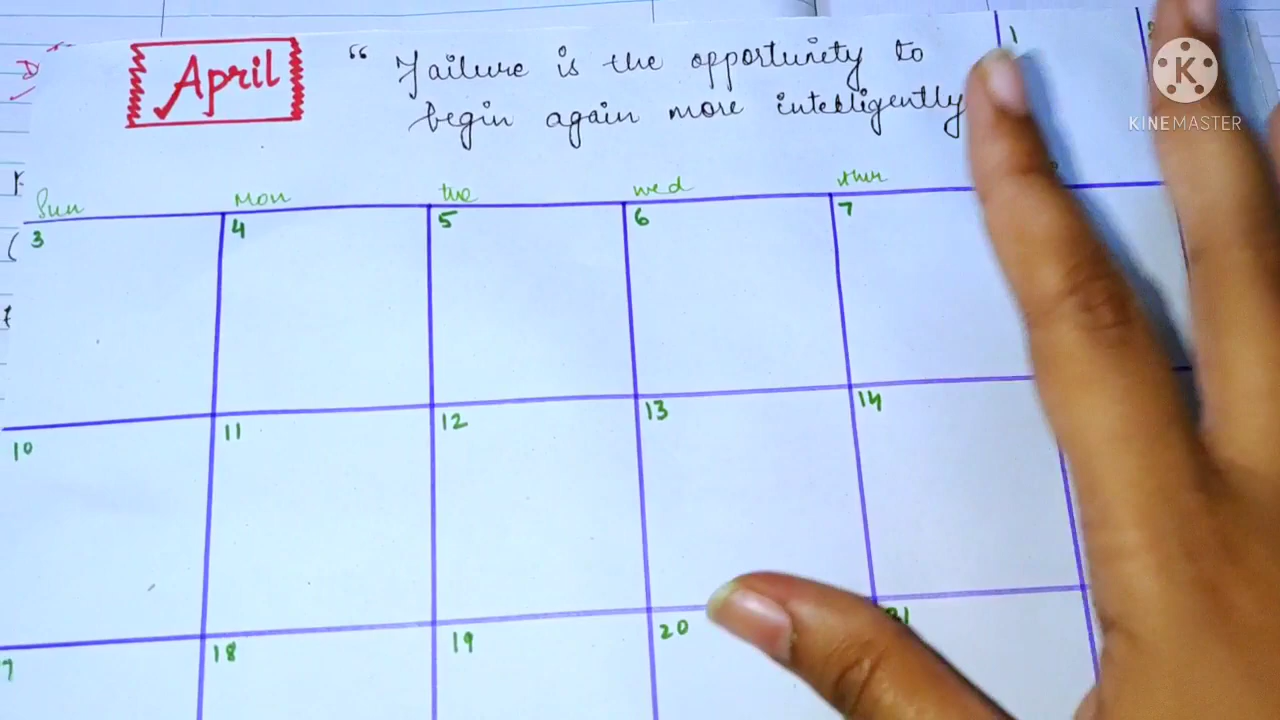 April
“ Failure is the opportunity to
begin again more intelligently
1
K
KINEMASTER
Sun Mon tue wed thur
3 4 5 6 7
10 11 12 13 14
18 19 20